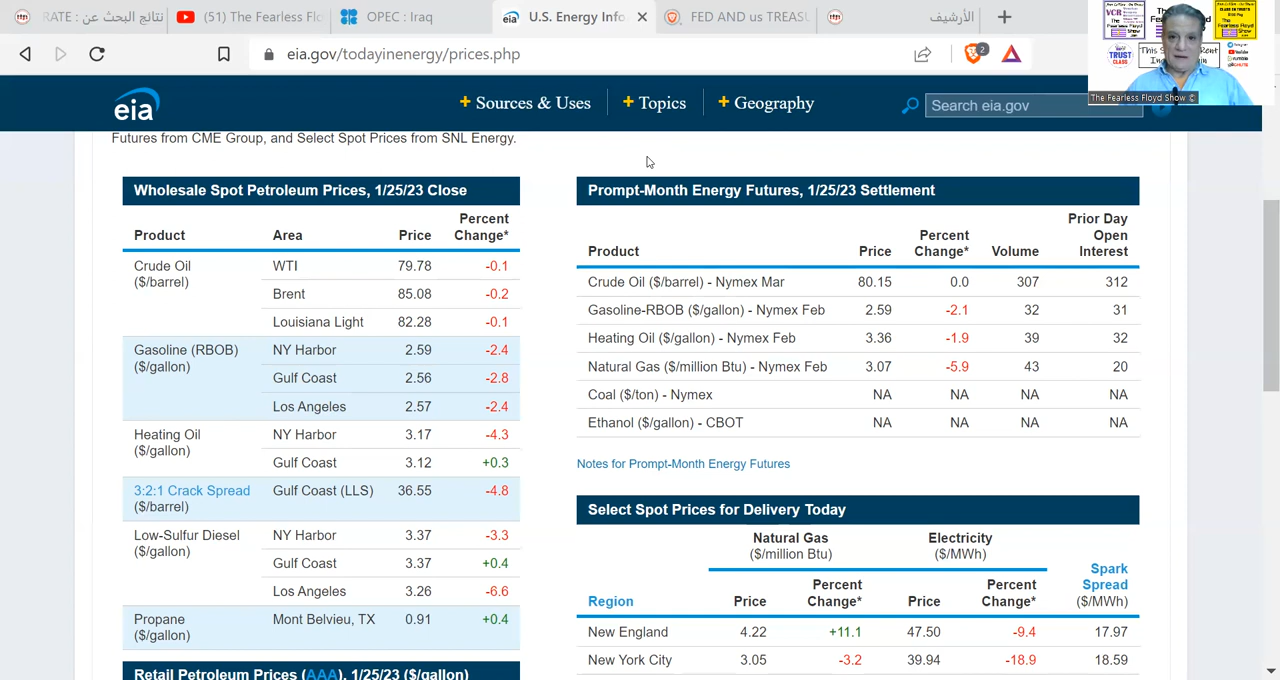 نتائج البحث عن : RATE
(51) The Fearless Flo
OPEC : Iraq
U.S. Energy Info
FED AND us TREASU
الأرشيف
2
eia.gov/todayinenergy/prices.php
The Fearless Floyd Show ©
eia
+ Sources & Uses
+ Topics
+ Geography
Search eia.gov
Futures from CME Group, and Select Spot Prices from SNL Energy.
Wholesale Spot Petroleum Prices, 1/25/23 Close
Product Area Price Percent Change*
Crude Oil ($/barrel) WTI 79.78 -0.1
Brent 85.08 -0.2
Louisiana Light 82.28 -0.1
Gasoline (RBOB) ($/gallon) NY Harbor 2.59 -2.4
Gulf Coast 2.56 -2.8
Los Angeles 2.57 -2.4
Heating Oil ($/gallon) NY Harbor 3.17 -4.3
Gulf Coast 3.12 +0.3
3:2:1 Crack Spread ($/barrel) Gulf Coast (LLS) 36.55 -4.8
Low-Sulfur Diesel ($/gallon) NY Harbor 3.37 -3.3
Gulf Coast 3.37 +0.4
Los Angeles 3.26 -6.6
Propane ($/gallon) Mont Belvieu, TX 0.91 +0.4
Retail Petroleum Prices (AAA), 1/25/23 ($/gallon)
Prompt-Month Energy Futures, 1/25/23 Settlement
Product Price Percent Change* Volume Prior Day Open Interest
Crude Oil ($/barrel) - Nymex Mar 80.15 0.0 307 312
Gasoline-RBOB ($/gallon) - Nymex Feb 2.59 -2.1 32 31
Heating Oil ($/gallon) - Nymex Feb 3.36 -1.9 39 32
Natural Gas ($/million Btu) - Nymex Feb 3.07 -5.9 43 20
Coal ($/ton) - Nymex NA NA NA NA
Ethanol ($/gallon) - CBOT NA NA NA NA
Notes for Prompt-Month Energy Futures
Select Spot Prices for Delivery Today
Natural Gas ($/million Btu) Electricity ($/MWh)
Region Price Percent Change* Price Percent Change* Spark Spread ($/MWh)
New England 4.22 +11.1 47.50 -9.4 17.97
New York City 3.05 -3.2 39.94 -18.9 18.59